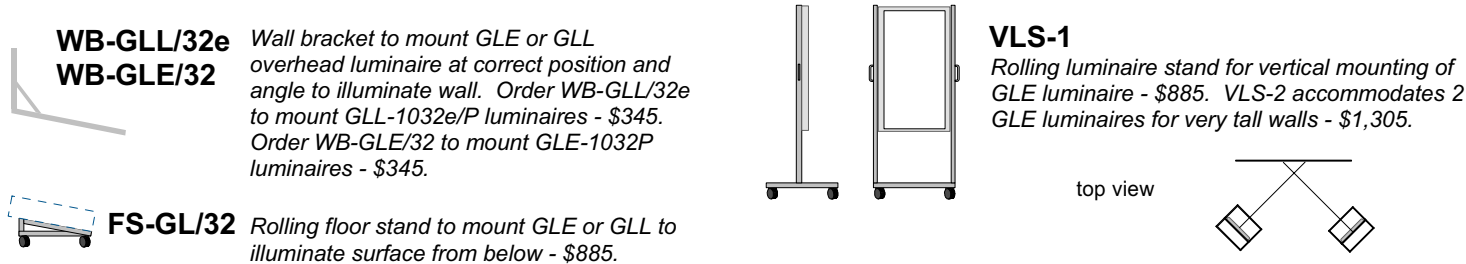 WB-GLL/32e
WB-GLE/32
Wall bracket to mount GLE or GLL
overhead luminaire at correct position and
angle to illuminate wall.  Order WB-GLL/32e
to mount GLL-1032e/P luminaires - $345.
Order WB-GLE/32 to mount GLE-1032P
luminaires - $345.
FS-GL/32
Rolling floor stand to mount GLE or GLL to
illuminate surface from below - $885.
VLS-1
Rolling luminaire stand for vertical mounting of
GLE luminaire - $885.  VLS-2 accommodates 2
GLE luminaires for very tall walls - $1,305.
top view